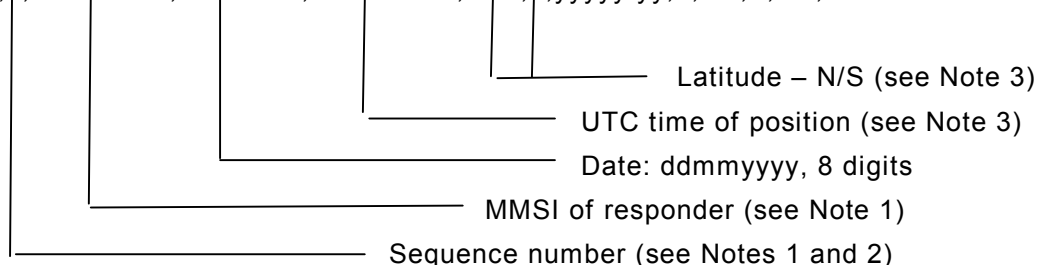 Latitude – N/S (see Note 3)
UTC time of position (see Note 3)
Date: ddmmyyyy, 8 digits
MMSI of responder (see Note 1)
Sequence number (see Notes 1 and 2)